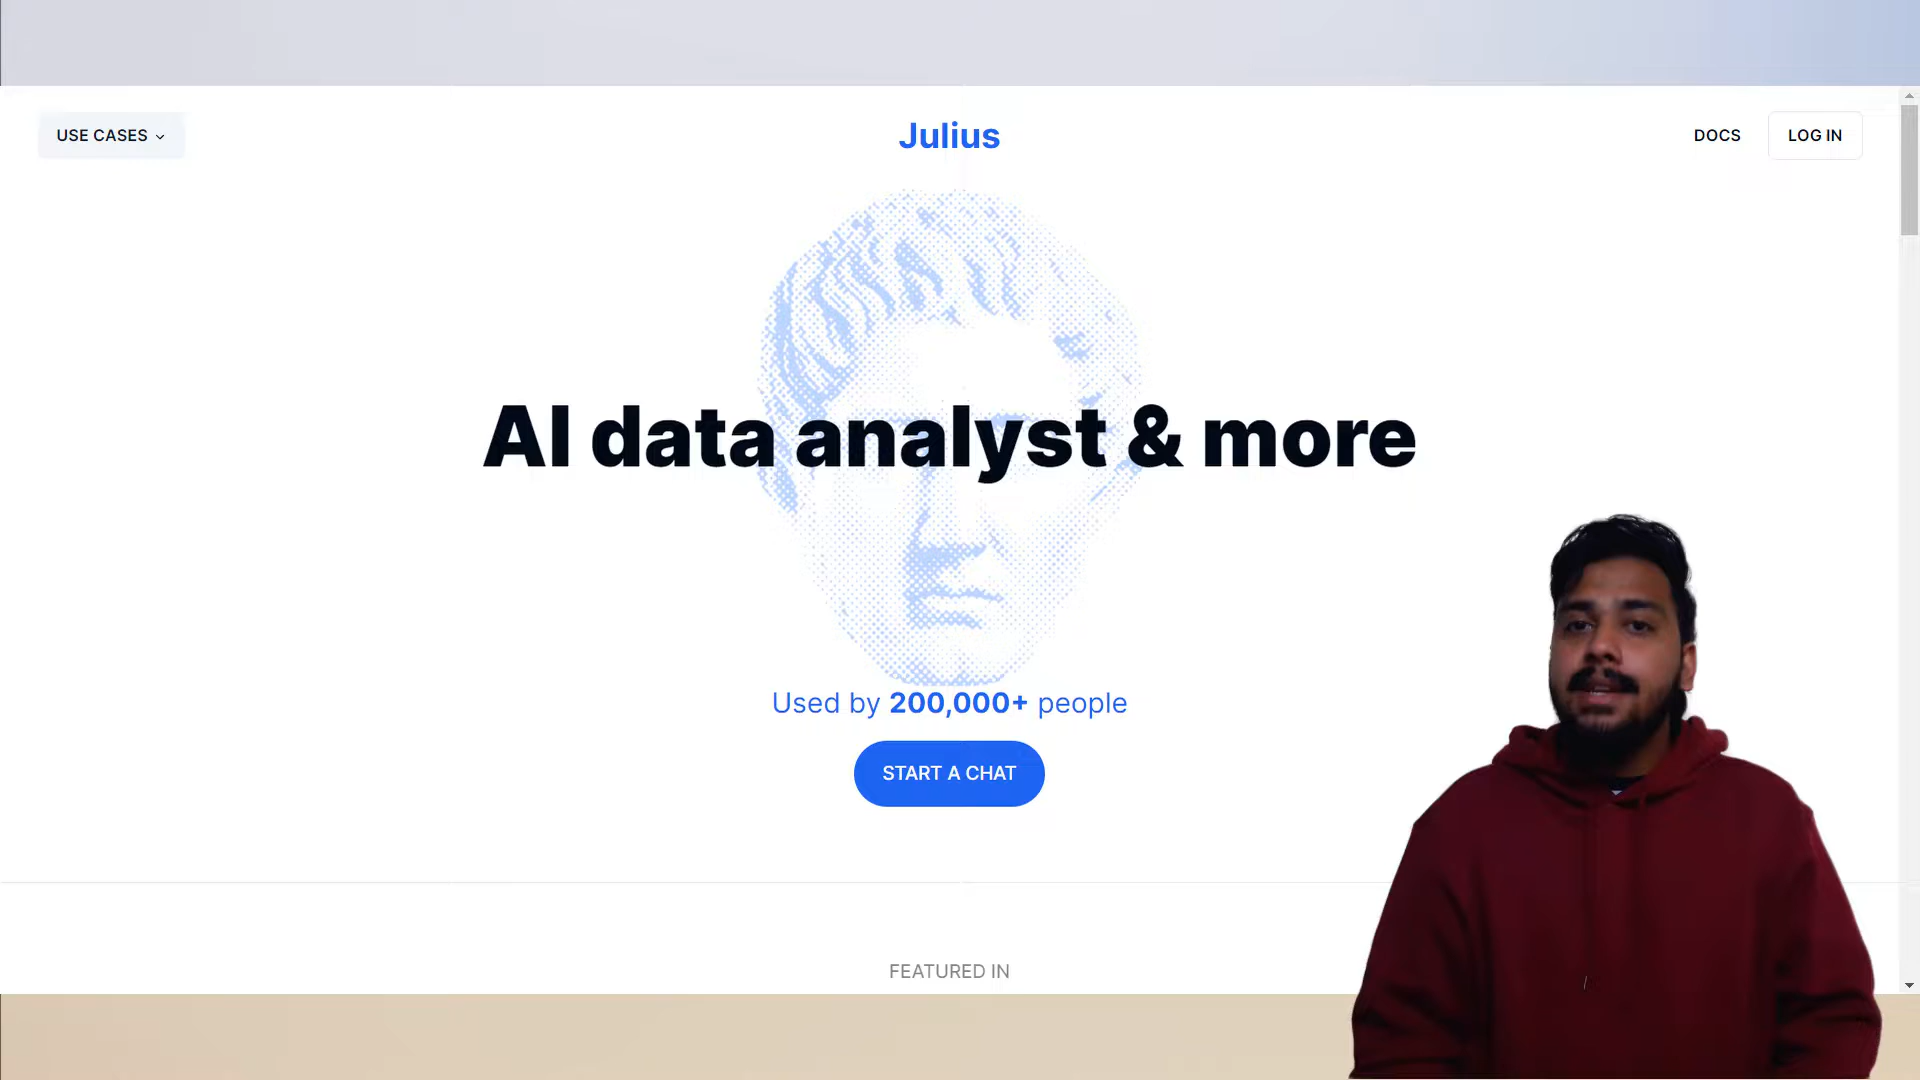 USE CASES
Julius
DOCS
LOG IN
AI data analyst & more
Used by 200,000+ people
START A CHAT
FEATURED IN